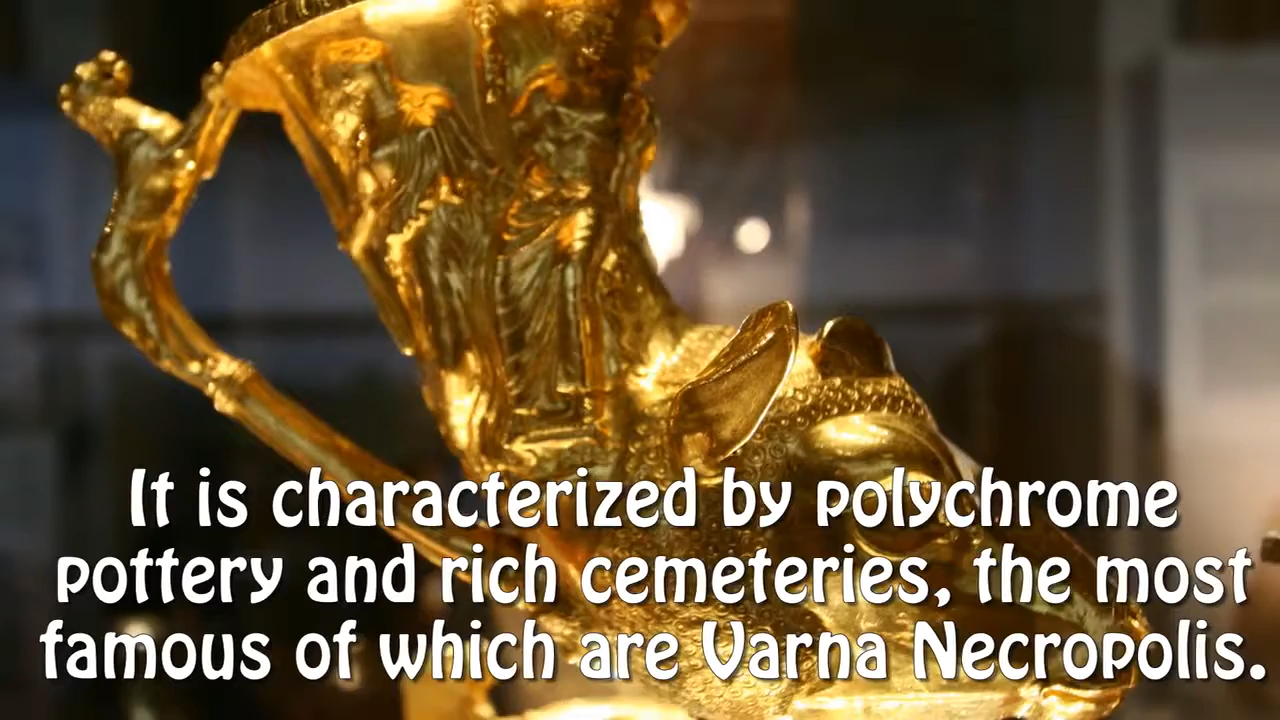 It is characterized by polychrome
pottery and rich cemeteries, the most
famous of which are Varna Necropolis.